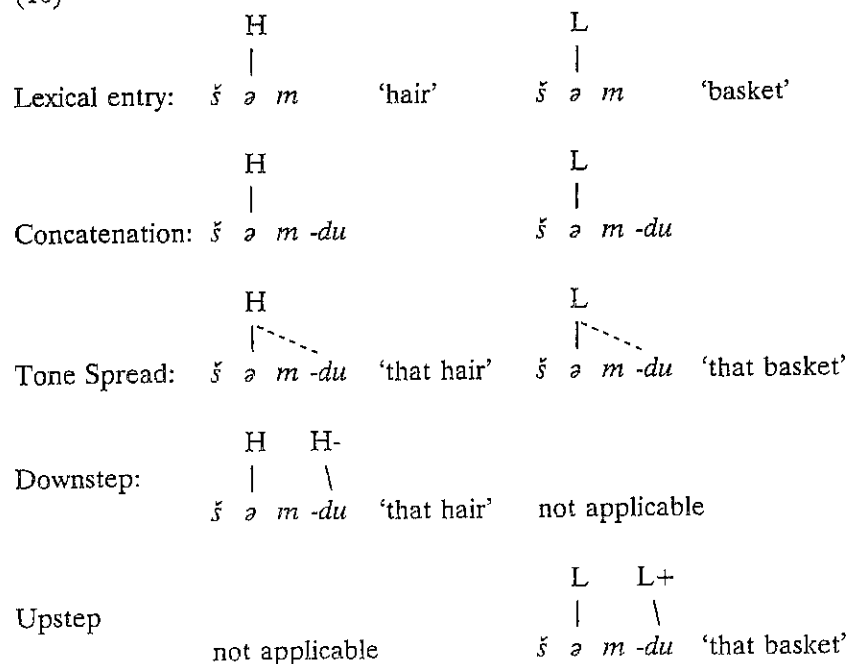 H L
Lexical entry: š ə m 'hair' š ə m 'basket'
H L
Concatenation: š ə m -du š ə m -du
H L
Tone Spread: š ə m -du 'that hair' š ə m -du 'that basket'
H H-
Downstep:
š ə m -du 'that hair' not applicable
L L+
Upstep
not applicable š ə m -du 'that basket'